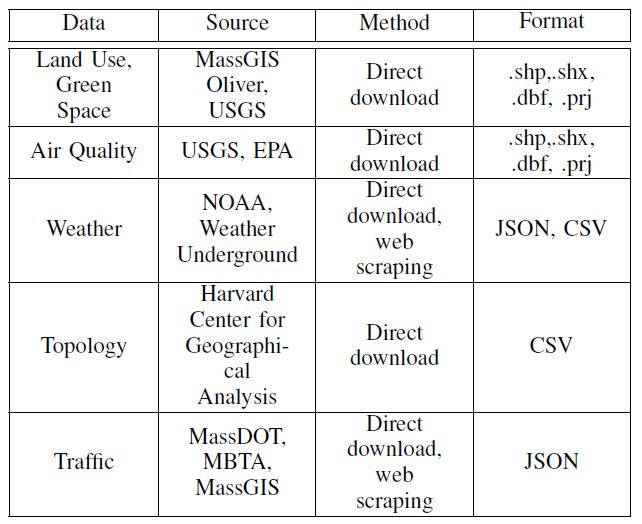 Data Source Method Format
Land Use,
Green
Space
MassGIS
Oliver,
USGS
Direct
download
.shp,.shx,
.dbf, .prj
Air Quality
USGS, EPA
Direct
download
.shp,.shx,
.dbf, .prj
Weather
NOAA,
Weather
Underground
Direct
download,
web
scraping
JSON, CSV
Topology
Harvard
Center for
Geographi-
cal
Analysis
Direct
download
CSV
Traffic
MassDOT,
MBTA,
MassGIS
Direct
download,
web
scraping
JSON